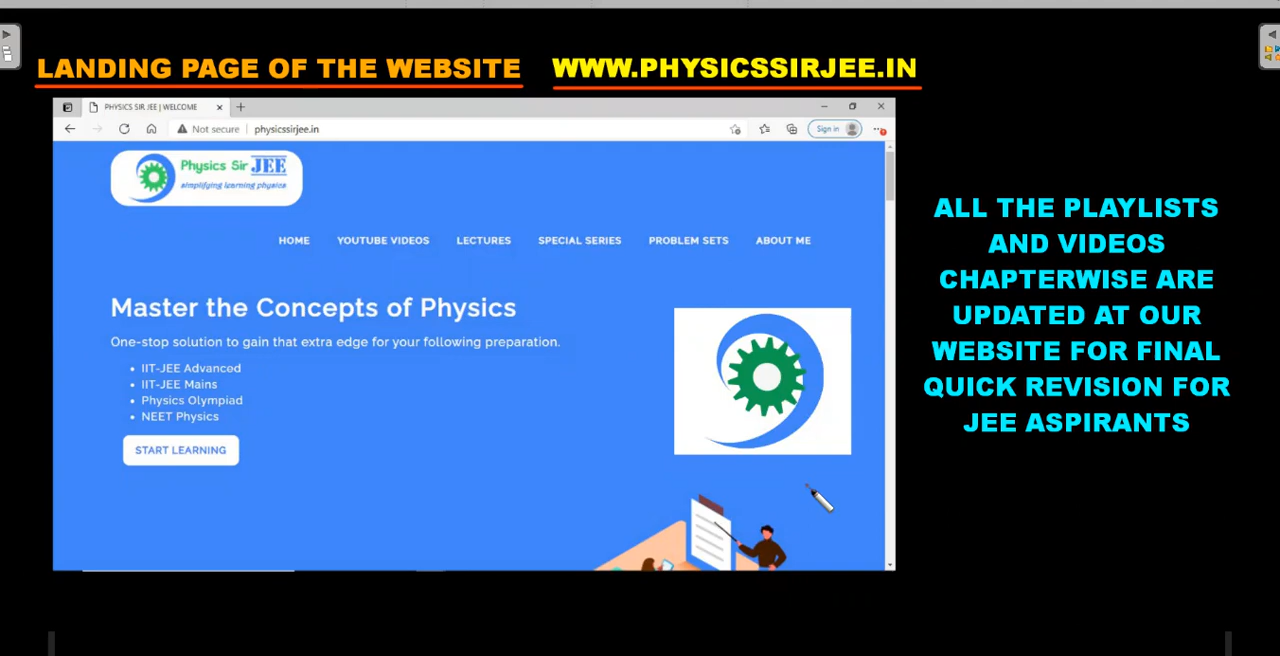 LANDING PAGE OF THE WEBSITE WWW.PHYSICSSIRJEE.IN
PHYSICS SIR JEE | WELCOME
Not secure | physicssirjee.in
Sign in
Physics Sir JEE
simplifying learning physics
HOME YOUTUBE VIDEOS LECTURES SPECIAL SERIES PROBLEM SETS ABOUT ME
Master the Concepts of Physics
One-stop solution to gain that extra edge for your following preparation.
• IIT-JEE Advanced
• IIT-JEE Mains
• Physics Olympiad
• NEET Physics
START LEARNING
ALL THE PLAYLISTS
AND VIDEOS
CHAPTERWISE ARE
UPDATED AT OUR
WEBSITE FOR FINAL
QUICK REVISION FOR
JEE ASPIRANTS